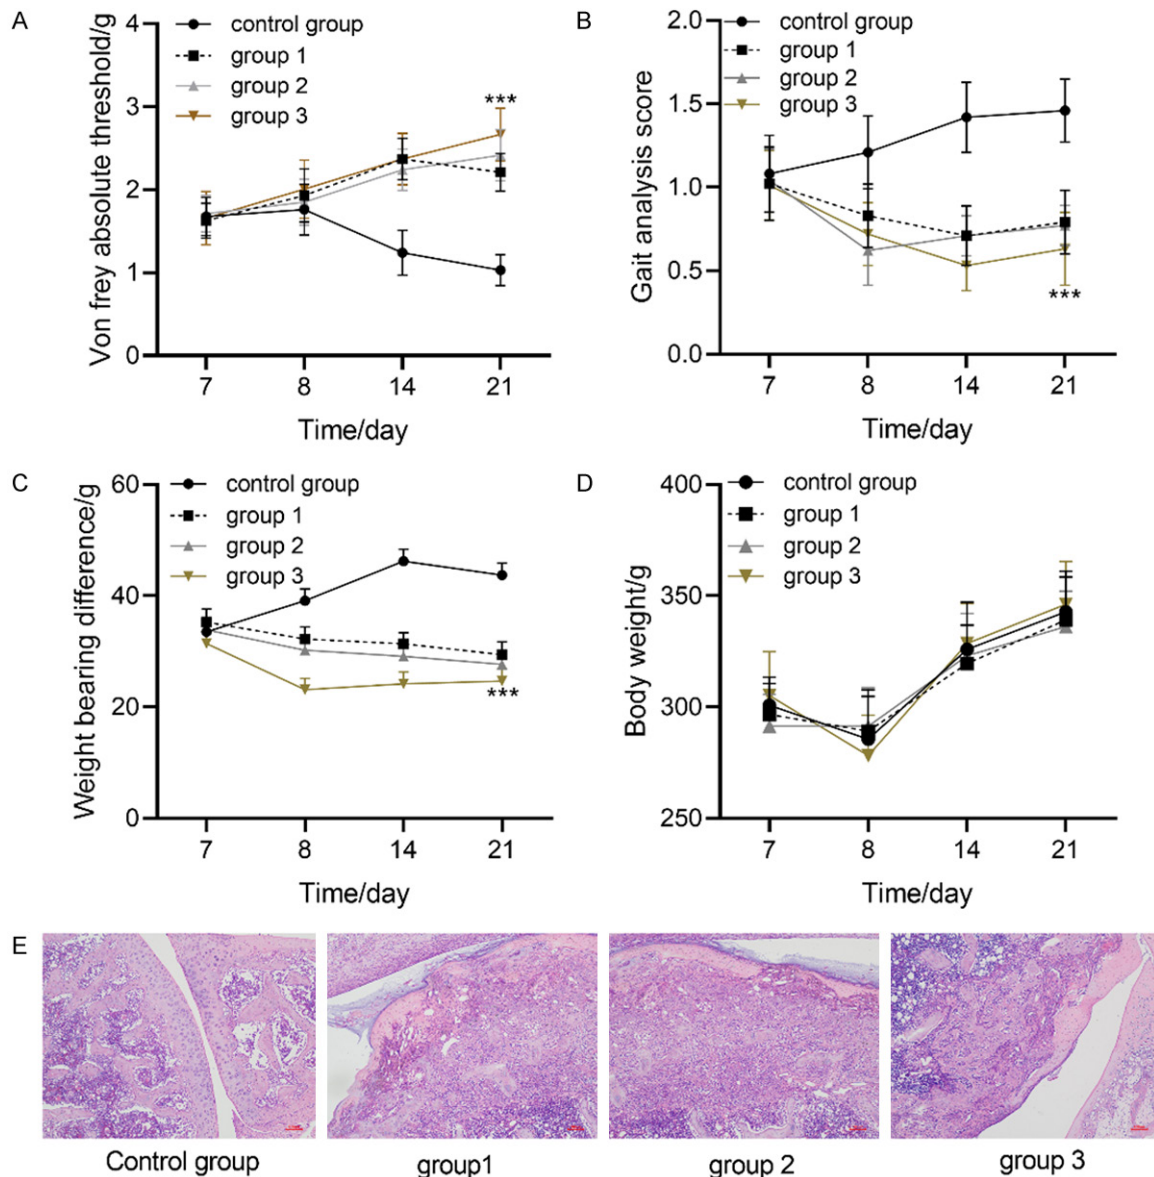 A
control group
group 1
group 2
group 3
***
Von frey absolute threshold/g
4
3
2
1
0
7 8 14 21
Time/day
B
control group
group 1
group 2
group 3
***
Gait analysis score
2.0
1.5
1.0
0.5
0.0
7 8 14 21
Time/day
C
control group
group 1
group 2
group 3
***
Weight bearing difference/g
60
40
20
0
7 8 14 21
Time/day
D
control group
group 1
group 2
group 3
Body weight/g
400
350
300
250
7 8 14 21
Time/day
E
Control group
group1
group 2
group 3